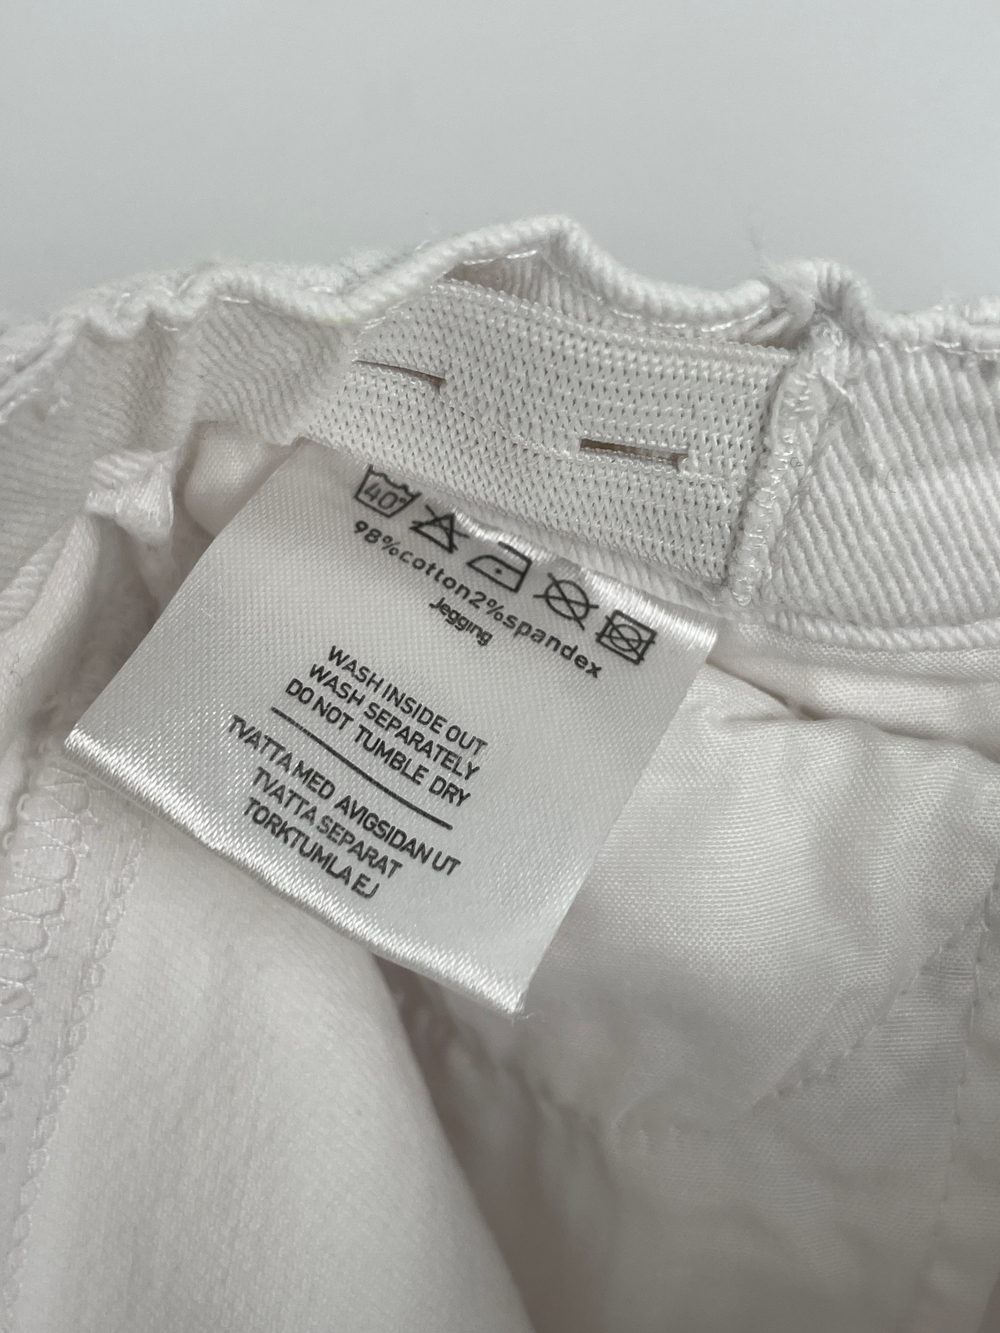 40°
98%cotton2%spandex
Jegging
WASH INSIDE OUT
WASH SEPARATELY
DO NOT TUMBLE DRY
TVATTA MED AVIGSIDAN UT
TVATTA SEPARAT
TORKTUMLA EJ